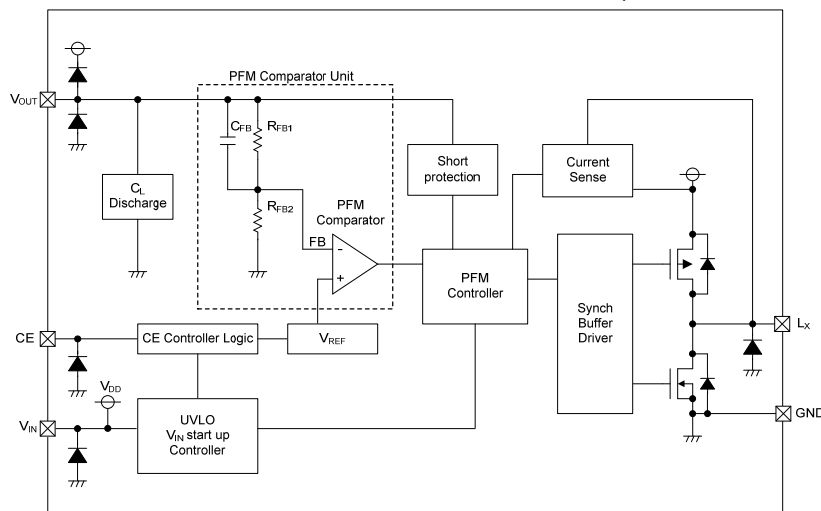 PFM Comparator Unit
VOUT
CFB
RFB1
RFB2
CL
Discharge
PFM
Comparator
FB
-
+
Short
protection
Current
Sense
PFM
Controller
Synch
Buffer
Driver
LX
CE
CE Controller Logic
VREF
VDD
VIN
UVLO
VIN start up
Controller
GND